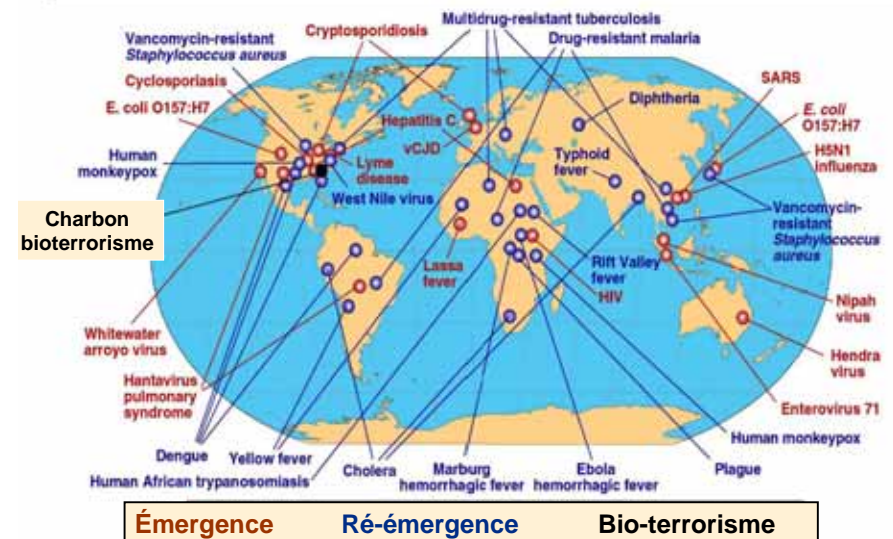 Multidrug-resistant tuberculosis
Cryptosporidiosis
Drug-resistant malaria
Vancomycin-resistant
Staphylococcus aureus
SARS
Cyclosporiasis
E. coli O157:H7
Hepatitis C
vCJD
Diphtheria
E. coli
O157:H7
H5N1
influenza
Human
monkeypox
Lyme
disease
Typhoid
fever
West Nile virus
Charbon
bioterrorisme
Vancomycin-
resistant
Staphylococcus
aureus
Lassa
fever
Rift Valley
fever
HIV
Nipah
virus
Whitewater
arroyo virus
Hendra
virus
Hantavirus
pulmonary
syndrome
Enterovirus 71
Human monkeypox
Dengue
Yellow fever
Human African trypanosomiasis
Cholera
Marburg
hemorrhagic fever
Ebola
hemorrhagic fever
Plague
Émergence Ré-émergence Bio-terrorisme